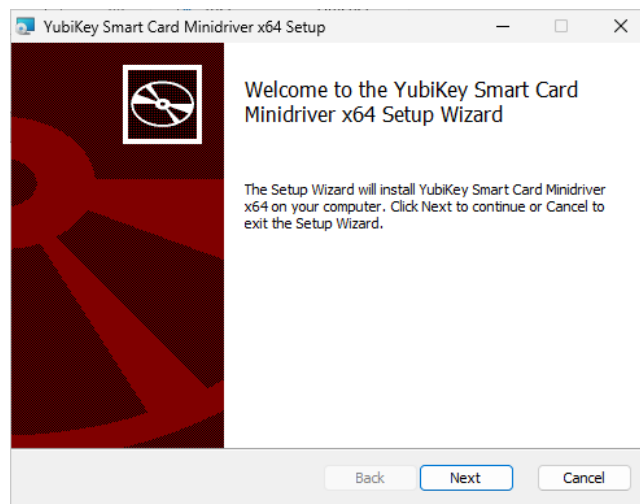 YubiKey Smart Card Minidriver x64 Setup
Welcome to the YubiKey Smart Card
Minidriver x64 Setup Wizard
The Setup Wizard will install YubiKey Smart Card Minidriver
x64 on your computer. Click Next to continue or Cancel to
exit the Setup Wizard.
Back
Next
Cancel